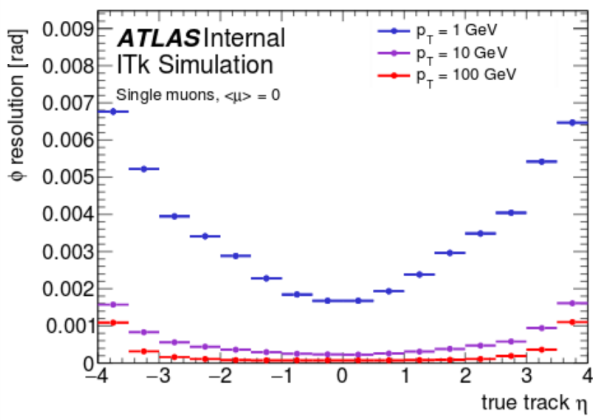 ATLAS Internal
ITk Simulation
Single muons, <μ> = 0
p_T = 1 GeV
p_T = 10 GeV
p_T = 100 GeV
ϕ resolution [rad]
0.009
0.008
0.007
0.006
0.005
0.004
0.003
0.002
0.001
0
−4 −3 −2 −1 0 1 2 3 4
true track η